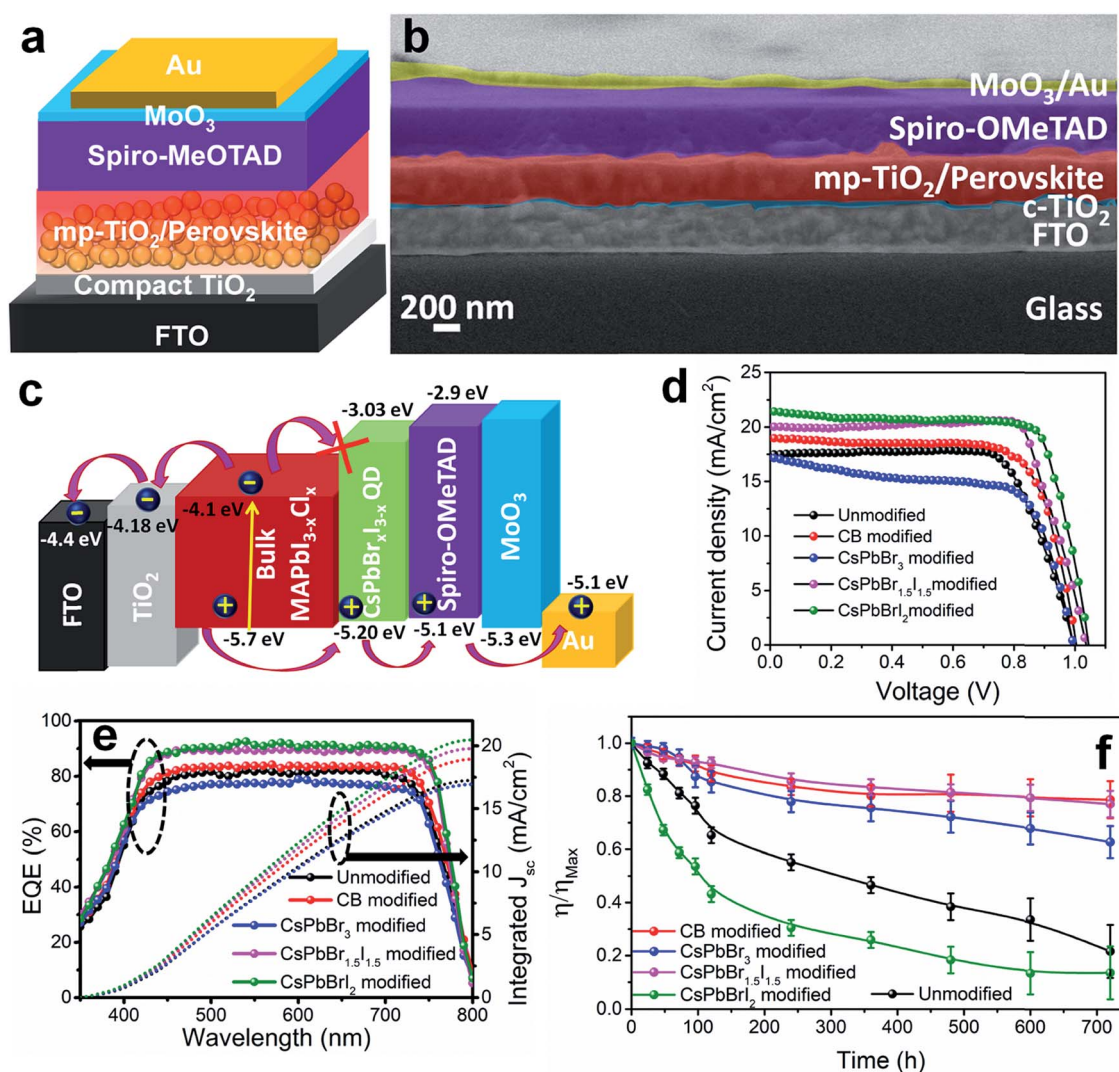 a
Au
MoO₃
Spiro-MeOTAD
mp-TiO₂/Perovskite
Compact TiO₂
FTO
b
MoO₃/Au
Spiro-OMeTAD
mp-TiO₂/Perovskite
c-TiO₂
FTO
Glass
200 nm
c
-4.4 eV
FTO
-4.18 eV
TiO₂
-4.1 eV
Bulk
MAPbI₃₋ₓClₓ
-5.7 eV
-3.03 eV
CsPbBrₓI₃₋ₓ QD
-5.20 eV
-2.9 eV
Spiro-OMeTAD
-5.1 eV
MoO₃
-5.3 eV
-5.1 eV
Au
d
Current density (mA/cm²)
25
20
15
10
5
0
Unmodified
CB modified
CsPbBr₃ modified
CsPbBr₁.₅I₁.₅modified
CsPbBrI₂modified
0.0 0.2 0.4 0.6 0.8 1.0
Voltage (V)
e
EQE (%)
100
90
80
70
60
50
40
30
20
10
0
Unmodified
CB modified
CsPbBr₃ modified
CsPbBr₁.₅I₁.₅ modified
CsPbBrI₂ modified
20
15
10
5
0
Integrated Jsc (mA/cm²)
400 500 600 700 800
Wavelength (nm)
f
η/ηMax
1.0
0.8
0.6
0.4
0.2
0.0
CB modified
CsPbBr₃ modified
CsPbBr₁.₅I₁.₅ modified
CsPbBrI₂ modified
Unmodified
0 100 200 300 400 500 600 700
Time (h)